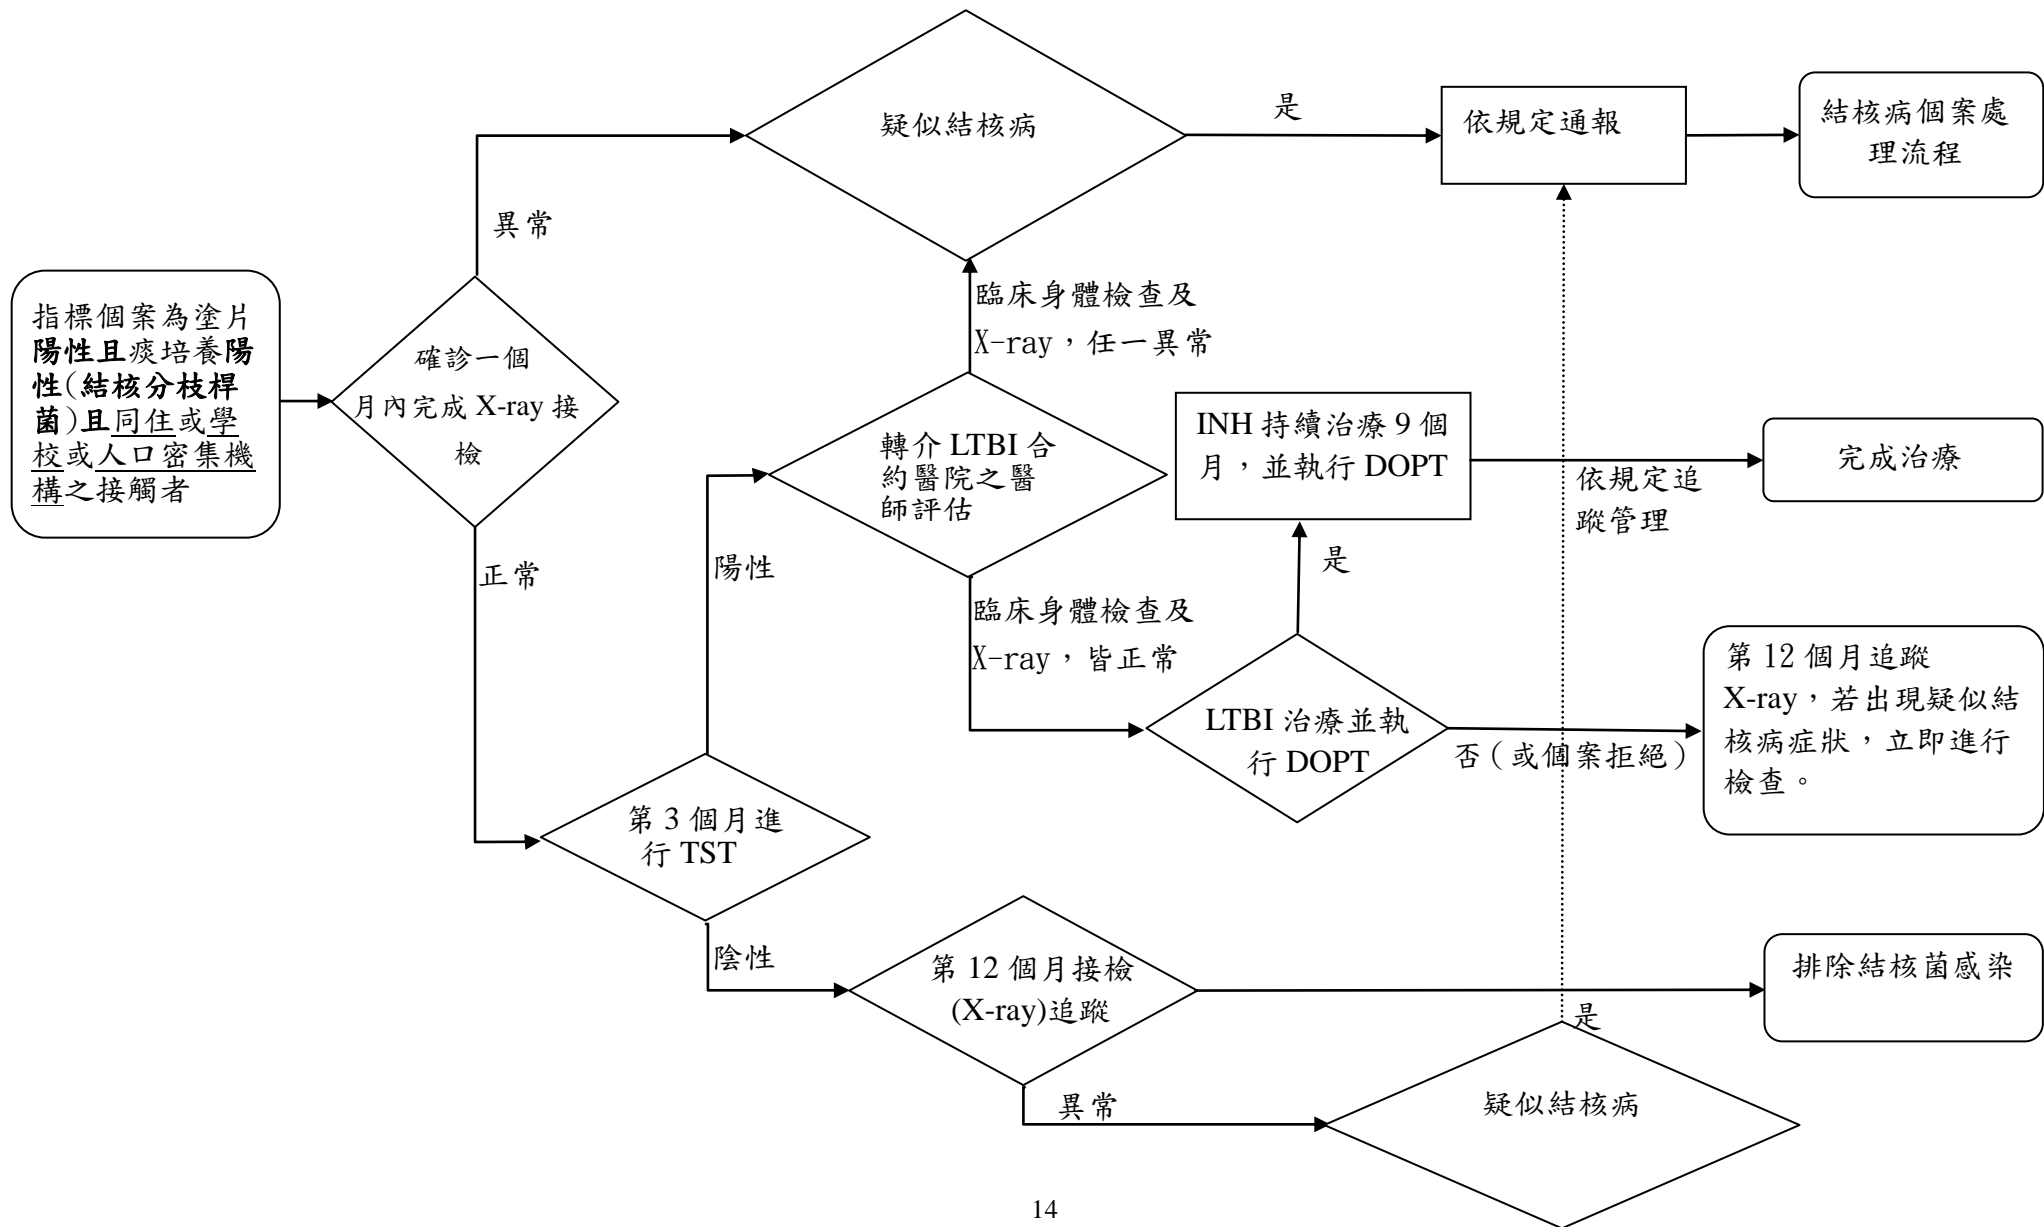 疑似結核病
是
依規定通報
結核病個案處
理流程
異常
指標個案為塗片
陽性且痰培養陽
性(結核分枝桿
菌)且同住或學
校或人口密集機
構之接觸者
確診一個
月內完成 X-ray 接
檢
臨床身體檢查及
X-ray，任一異常
轉介 LTBI 合
約醫院之醫
師評估
INH 持續治療 9 個
月，並執行 DOPT
依規定追
蹤管理
完成治療
正常
陽性
是
臨床身體檢查及
X-ray，皆正常
LTBI 治療並執
行 DOPT
否（或個案拒絕）
第 12 個月追蹤
X-ray，若出現疑似結
核病症狀，立即進行
檢查。
第 3 個月進
行 TST
陰性
第 12 個月接檢
(X-ray)追蹤
排除結核菌感染
是
異常
疑似結核病
14